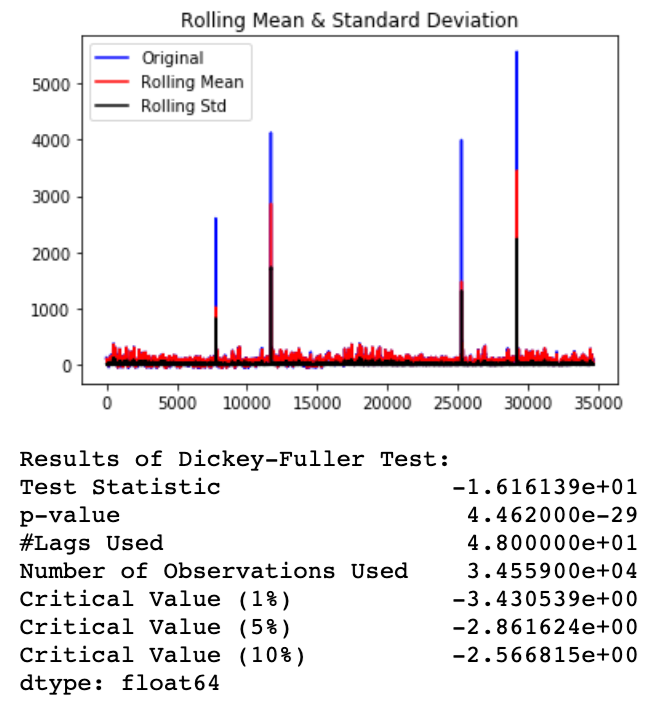 Rolling Mean & Standard Deviation
Original
Rolling Mean
Rolling Std
5000
4000
3000
2000
1000
0
0 5000 10000 15000 20000 25000 30000 35000
Results of Dickey-Fuller Test:
Test Statistic -1.616139e+01
p-value 4.462000e-29
#Lags Used 4.800000e+01
Number of Observations Used 3.455900e+04
Critical Value (1%) -3.430539e+00
Critical Value (5%) -2.861624e+00
Critical Value (10%) -2.566815e+00
dtype: float64